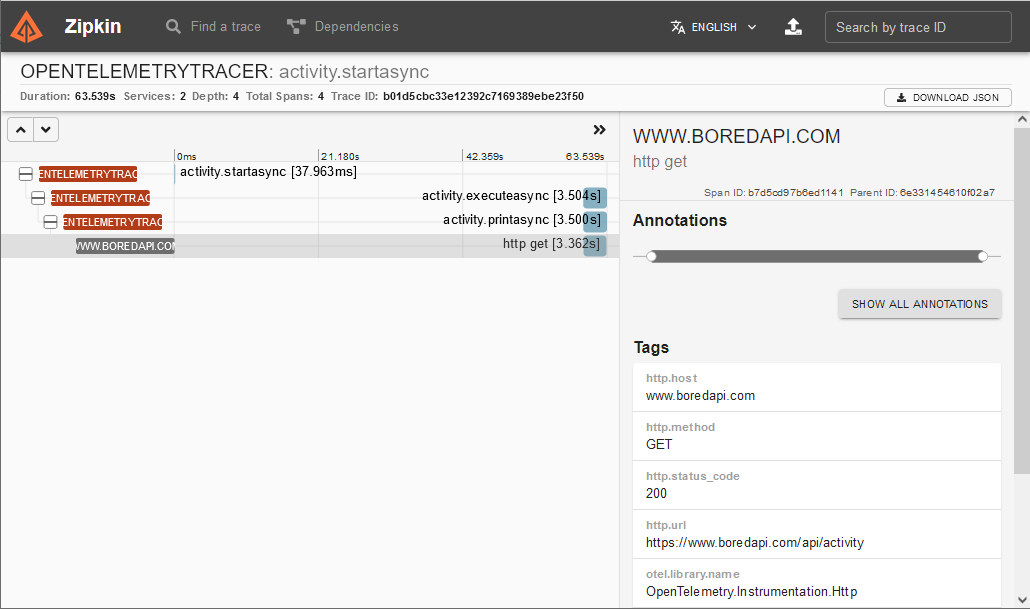 Zipkin
Find a trace
Dependencies
ENGLISH
Search by trace ID
OPENTELEMETRYTRACER: activity.startasync
Duration: 63.539s Services: 2 Depth: 4 Total Spans: 4 Trace ID: b01d5cbc33e12392c7169389ebe23f50
DOWNLOAD JSON
0ms 21.180s 42.359s 63.539s
ENTELEMETRYTRAC activity.startasync [37.963ms]
ENTELEMETRYTRAC activity.executeasync [3.504s]
ENTELEMETRYTRAC activity.printasync [3.500s]
WWW.BOREDAPI.COM http get [3.362s]
WWW.BOREDAPI.COM
http get
Span ID: b7d5cd97b6ed1141 Parent ID: 6e331454610f02a7
Annotations
SHOW ALL ANNOTATIONS
Tags
http.host
www.boredapi.com
http.method
GET
http.status_code
200
http.url
https://www.boredapi.com/api/activity
otel.library.name
OpenTelemetry.Instrumentation.Http